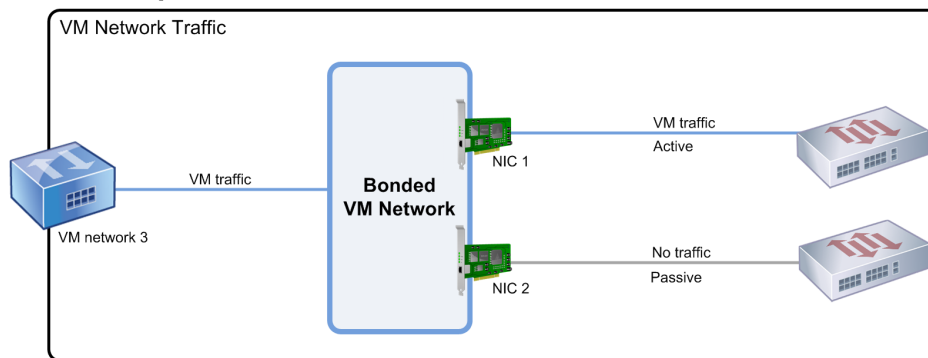 VM Network Traffic
VM traffic
Active
NIC 1
VM traffic
Bonded
VM Network
VM network 3
No traffic
Passive
NIC 2